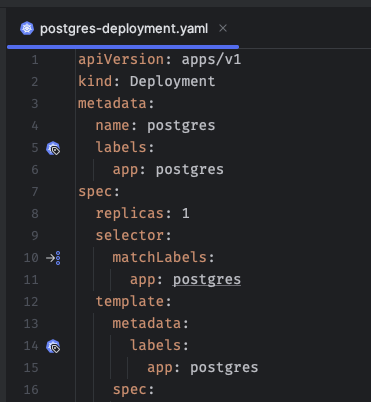 postgres-deployment.yaml
1 apiVersion: apps/v1
2 kind: Deployment
3 metadata:
4   name: postgres
5   labels:
6     app: postgres
7 spec:
8   replicas: 1
9   selector:
10     matchLabels:
11       app: postgres
12   template:
13     metadata:
14       labels:
15         app: postgres
16     spec: